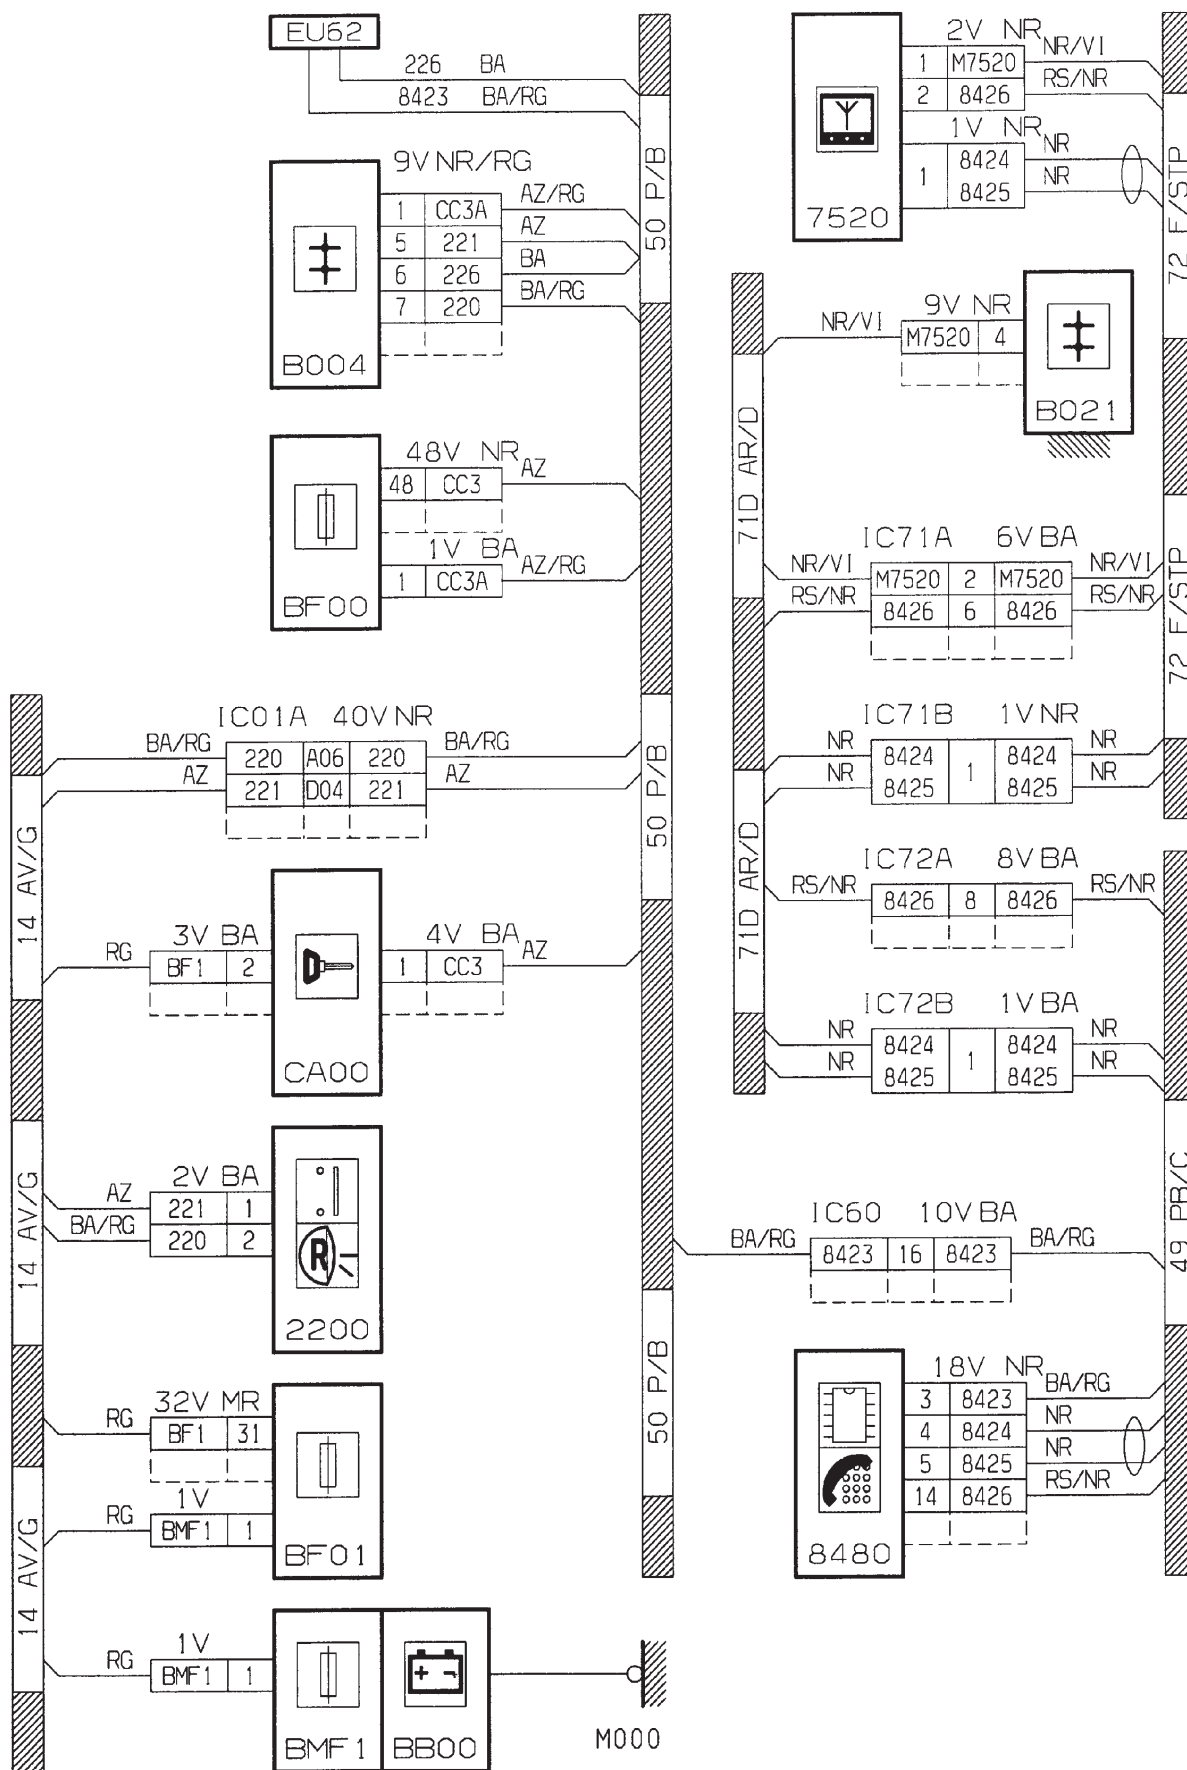 EU62
226 BA
8423 BA/RG
50 P/B
9V NR/RG
1 CC3A AZ/RG
5 221 AZ
6 226 BA
7 220 BA/RG
B004
48V NR
48 CC3 AZ
1V BA
1 CC3A AZ/RG
BF00
14 AV/G
IC01A 40V NR
BA/RG 220 A06 220 BA/RG
AZ 221 D04 221 AZ
50 P/B
3V BA
RG BF1 2
4V BA
1 CC3 AZ
CA00
14 AV/G
2V BA
AZ 221 1
BA/RG 220 2
R
2200
50 P/B
32V MR
RG BF1 31
1V
RG BMF1 1
BF01
14 AV/G
1V
RG BMF1 1
BMF1
+ -
BB00
M000
2V NR
1 M7520 NR/VI
2 8426 RS/NR
1V NR
1 8424 NR
8425 NR
7520
72 F/STP
71D AR/D
9V NR
NR/VI M7520 4
B021
IC71A 6V BA
NR/VI M7520 2 M7520 NR/VI
RS/NR 8426 6 8426 RS/NR
72 F/STP
IC71B 1V NR
NR 8424 1 8424 NR
NR 8425 8425 NR
71D AR/D
IC72A 8V BA
RS/NR 8426 8 8426 RS/NR
IC72B 1V BA
NR 8424 1 8424 NR
NR 8425 8425 NR
49 PB/C
IC60 10V BA
BA/RG 8423 16 8423 BA/RG
18V NR
3 8423 BA/RG
4 8424 NR
5 8425 NR
14 8426 RS/NR
8480